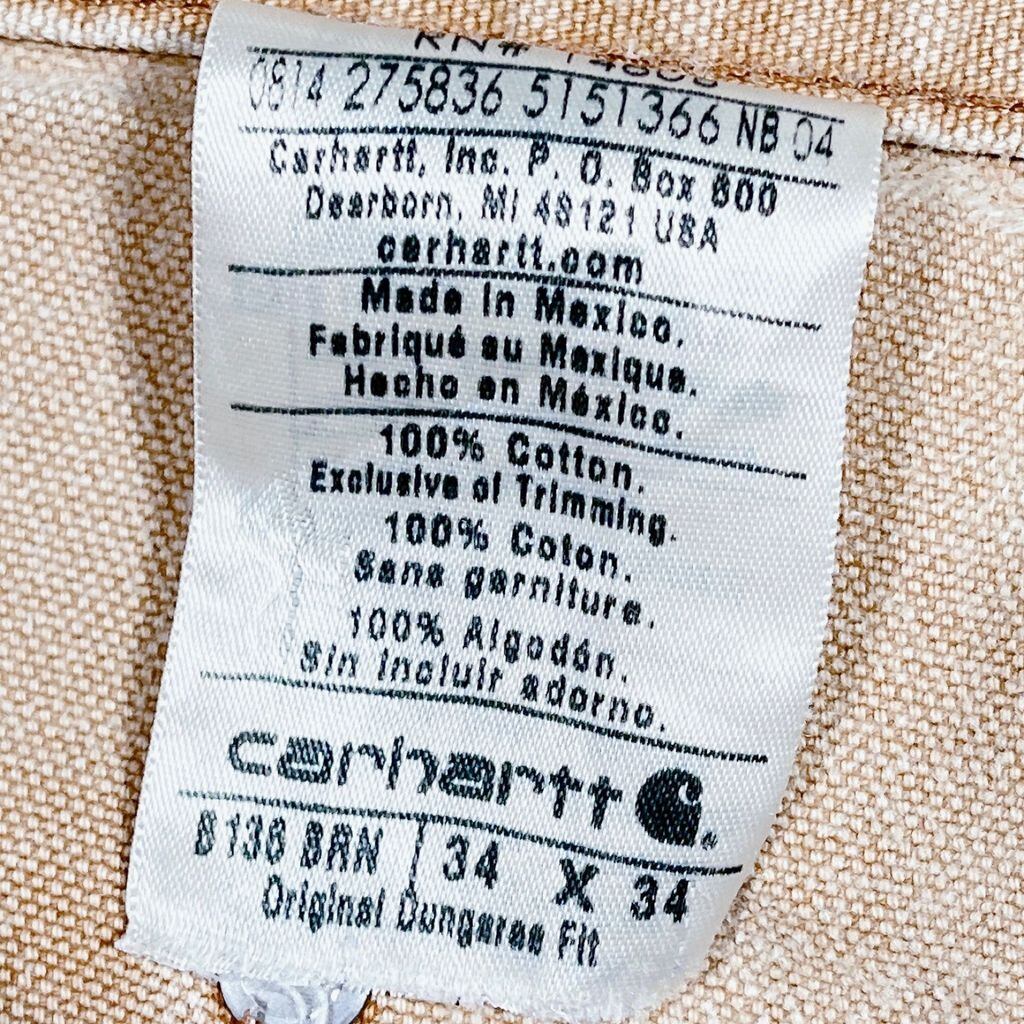 RN# 14806
0814 275836 5151366 NB 04
Carhartt, Inc. P. O. Box 600
Dearborn, MI 48121 USA
carhartt.com
Made in Mexico.
Fabriqué au Mexique.
Hecho en México.
100% Cotton.
Exclusive of Trimming.
100% Coton.
Sans garniture.
100% Algodón.
Sin incluir adorno.
carhartt
B136 BRN 34 X 34
Original Dungaree Fit